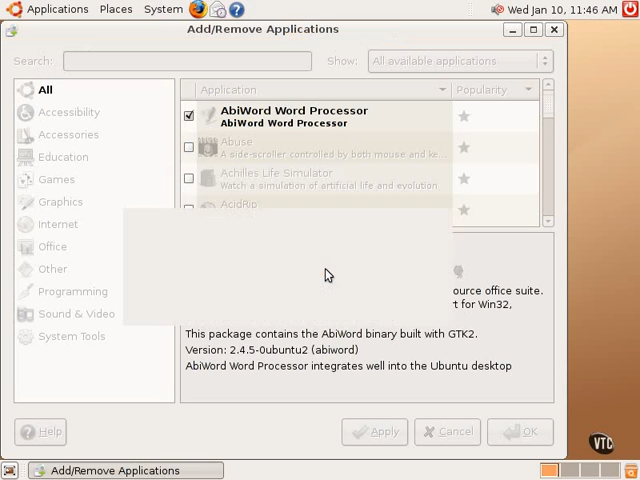 Applications Places System Wed Jan 10, 11:46 AM
Add/Remove Applications
Search: Show: All available applications
All
Accessibility
Accessories
Education
Games
Graphics
Internet
Office
Other
Programming
Sound & Video
System Tools
Application Popularity
AbiWord Word Processor
AbiWord Word Processor
Abuse
A side-scroller controlled by both mouse and ke...
Achilles Life Simulator
Watch a simulation of artificial life and evolution
AcidRip
ource office suite.
rt for Win32,
This package contains the AbiWord binary built with GTK2.
Version: 2.4.5-0ubuntu2 (abiword)
AbiWord Word Processor integrates well into the Ubuntu desktop
Help Apply Cancel OK
VTC
Add/Remove Applications